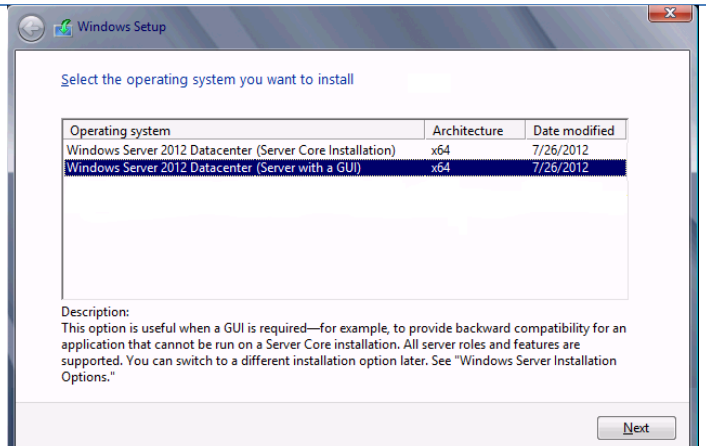 Windows Setup
Select the operating system you want to install
Operating system Architecture Date modified
Windows Server 2012 Datacenter (Server Core Installation) x64 7/26/2012
Windows Server 2012 Datacenter (Server with a GUI) x64 7/26/2012
Description:
This option is useful when a GUI is required—for example, to provide backward compatibility for an
application that cannot be run on a Server Core installation. All server roles and features are
supported. You can switch to a different installation option later. See "Windows Server Installation
Options."
Next